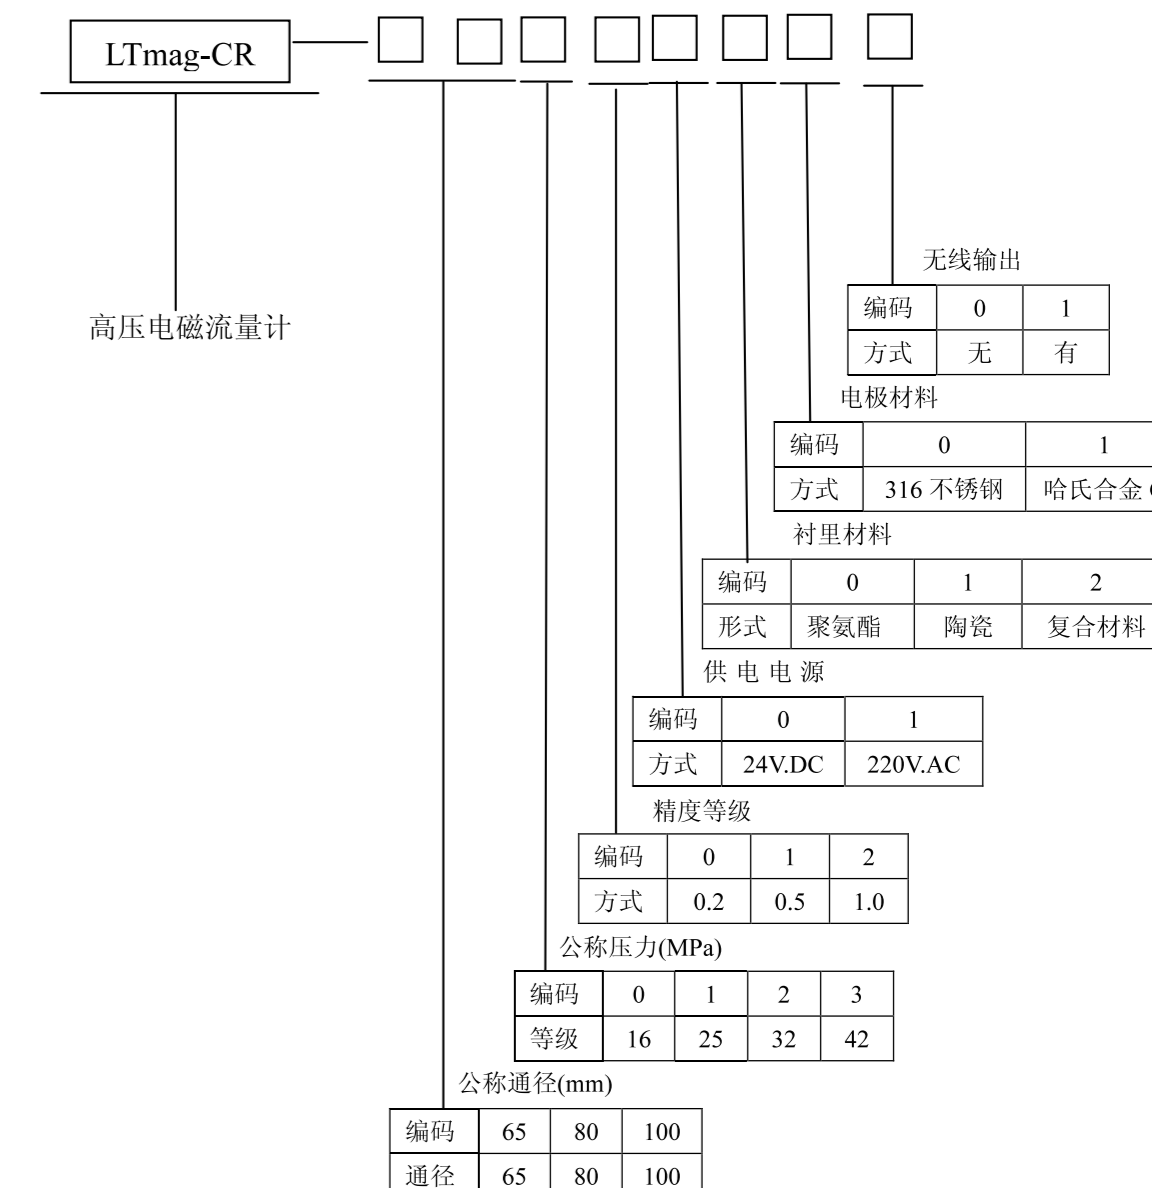 LTmag-CR
高压电磁流量计
无线输出
编码 0 1
方式 无 有
电极材料
编码 0 1
方式 316 不锈钢 哈氏合金
衬里材料
编码 0 1 2
形式 聚氨酯 陶瓷 复合材料
供 电 电 源
编码 0 1
方式 24V.DC 220V.AC
精度等级
编码 0 1 2
方式 0.2 0.5 1.0
公称压力(MPa)
编码 0 1 2 3
等级 16 25 32 42
公称通径(mm)
编码 65 80 100
通径 65 80 100